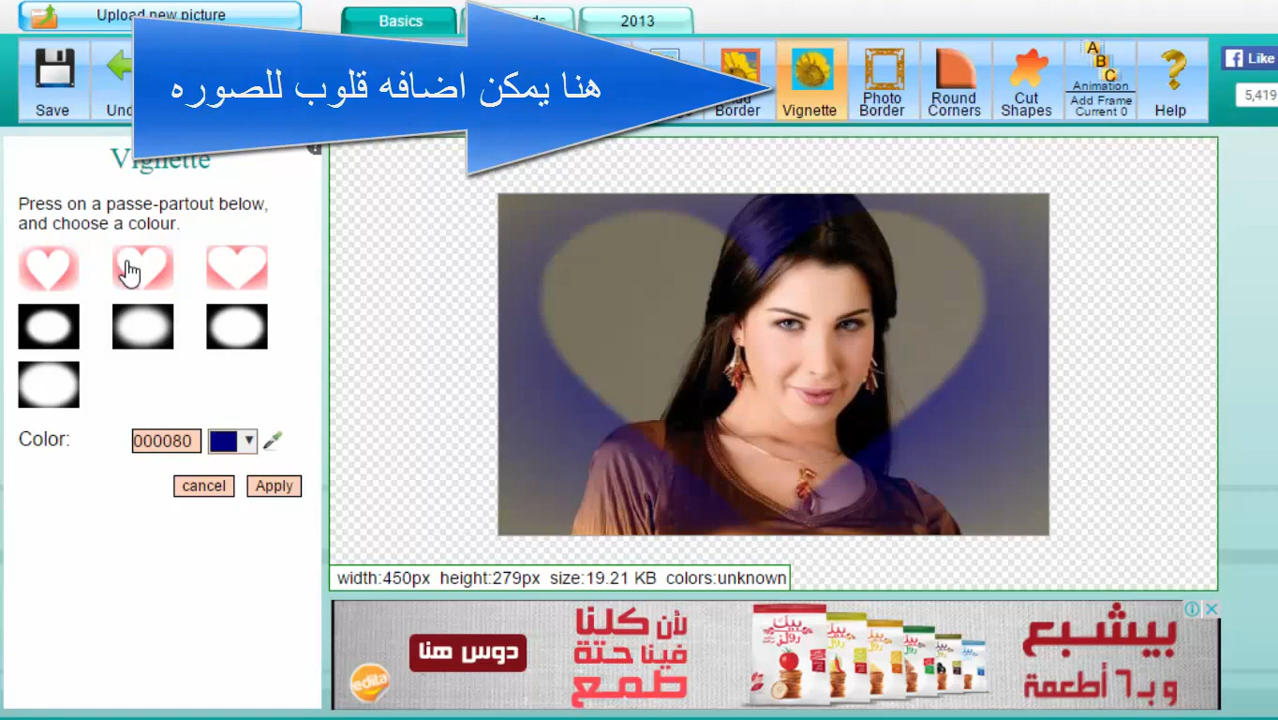 Upload new picture
Basics
2013
Save
هنا يمكن اضافه قلوب للصوره
Border
Vignette
Photo Border
Round Corners
Cut Shapes
A B C
Animation
Add Frame
Current 0
Help
Like
5,419
Vignette
Press on a passe-partout below,
and choose a colour.
Color:
000080
cancel
Apply
width:450px height:279px size:19.21 KB colors:unknown
دوس هنا
لأن كلنا
فينا حتة
طمع
بيشبع
وبـ٦ أطعمة
edita